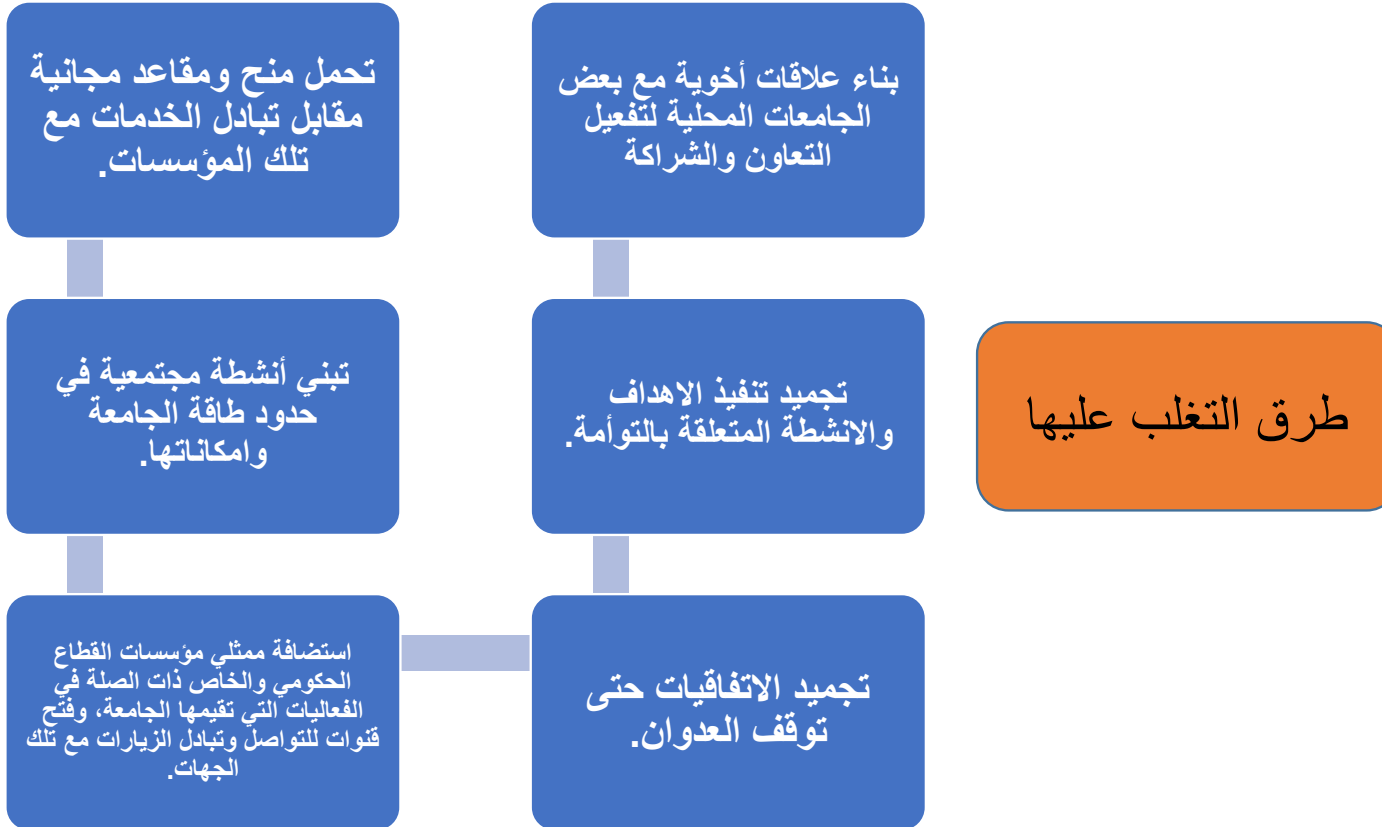 طرق التغلب عليها
بناء علاقات أخوية مع بعض
الجامعات المحلية لتفعيل
التعاون والشراكة
تجميد تنفيذ الاهداف
والانشطة المتعلقة بالتوأمة.
تجميد الاتفاقيات حتى
توقف العدوان.
استضافة ممثلي مؤسسات القطاع
الحكومي والخاص ذات الصلة في
الفعاليات التي تقيمها الجامعة، وفتح
قنوات للتواصل وتبادل الزيارات مع تلك
الجهات.
تبني أنشطة مجتمعية في
حدود طاقة الجامعة
وامكاناتها.
تحمل منح ومقاعد مجانية
مقابل تبادل الخدمات مع
تلك المؤسسات.